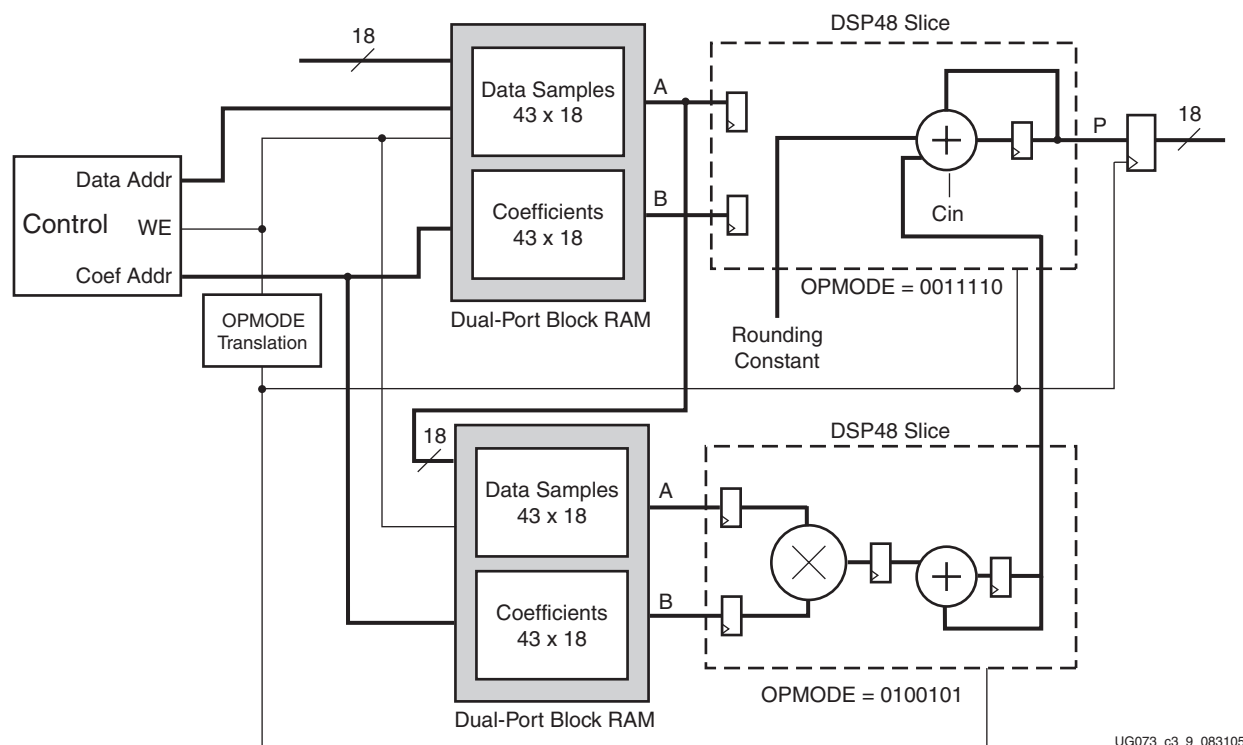 DSP48 Slice
18
Data Samples
43 x 18
A
P
18
Data Addr
Control
WE
Coef Addr
Coefficients
43 x 18
B
Cin
OPMODE = 0011110
OPMODE
Translation
Dual-Port Block RAM
Rounding
Constant
DSP48 Slice
18
Data Samples
43 x 18
A
Coefficients
43 x 18
B
OPMODE = 0100101
Dual-Port Block RAM
UG073_c3_9_083105